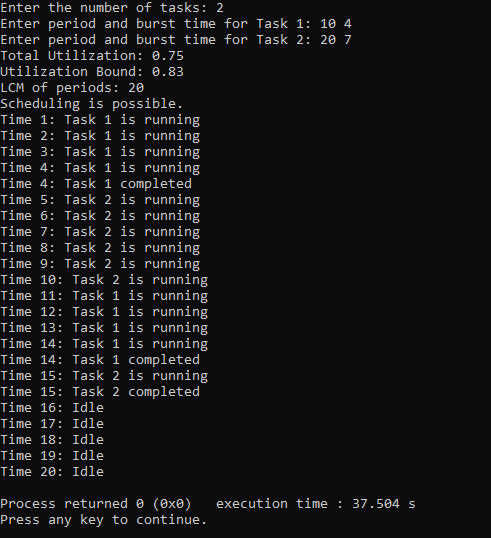 Enter the number of tasks: 2
Enter period and burst time for Task 1: 10 4
Enter period and burst time for Task 2: 20 7
Total Utilization: 0.75
Utilization Bound: 0.83
LCM of periods: 20
Scheduling is possible.
Time 1: Task 1 is running
Time 2: Task 1 is running
Time 3: Task 1 is running
Time 4: Task 1 is running
Time 4: Task 1 completed
Time 5: Task 2 is running
Time 6: Task 2 is running
Time 7: Task 2 is running
Time 8: Task 2 is running
Time 9: Task 2 is running
Time 10: Task 2 is running
Time 11: Task 1 is running
Time 12: Task 1 is running
Time 13: Task 1 is running
Time 14: Task 1 is running
Time 14: Task 1 completed
Time 15: Task 2 is running
Time 15: Task 2 completed
Time 16: Idle
Time 17: Idle
Time 18: Idle
Time 19: Idle
Time 20: Idle
Process returned 0 (0x0)   execution time : 37.504 s
Press any key to continue.